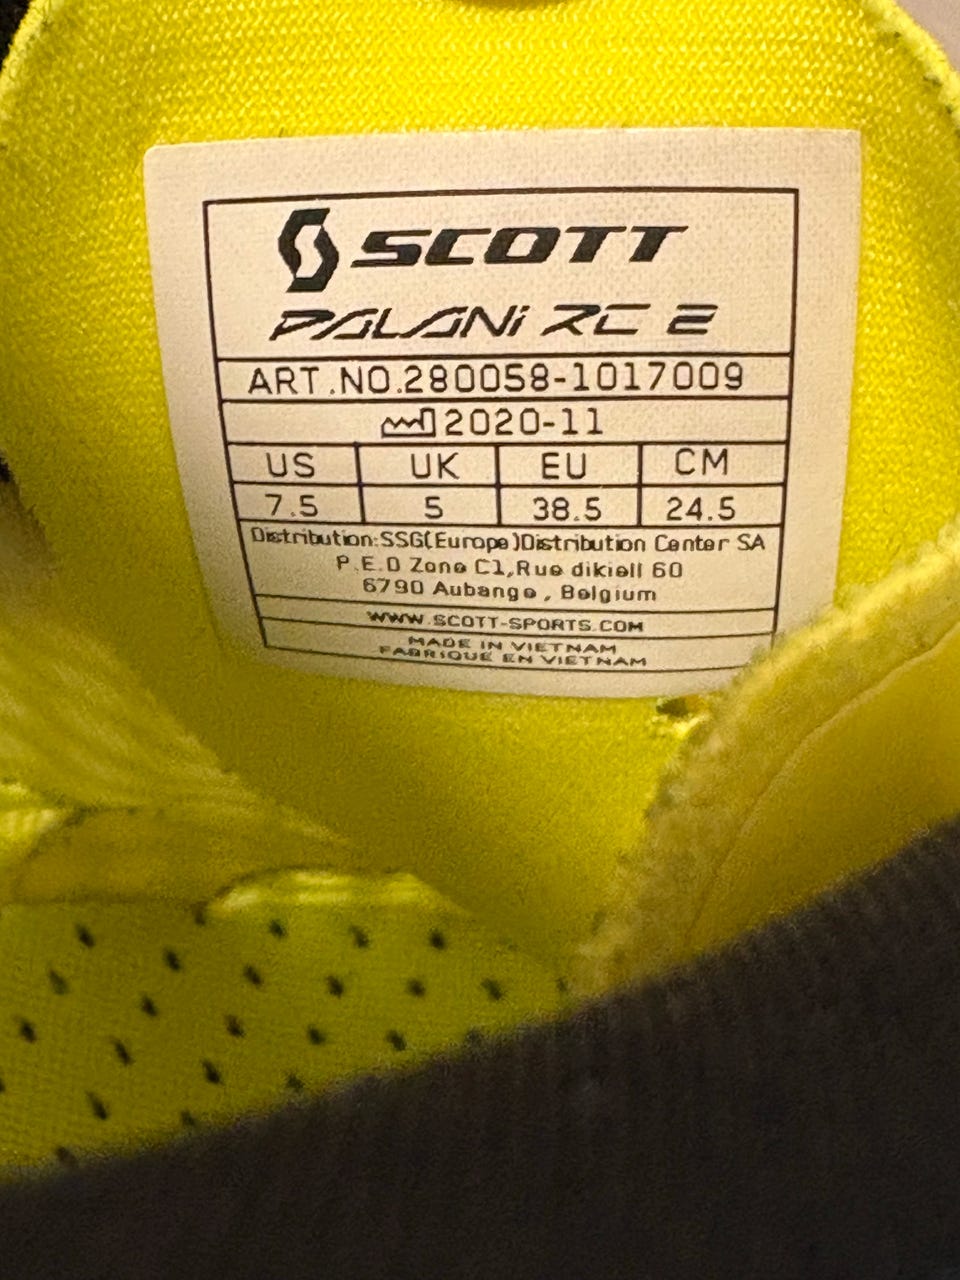 SCOTT
PALANi RC 2
ART.NO.280058-1017009
2020-11
US UK EU CM
7.5 5 38.5 24.5
Distribution:SSG(Europe)Distribution Center SA
P.E.D Zone C1,Rue dikiell 60
6790 Aubange, Belgium
WWW.SCOTT-SPORTS.COM
MADE IN VIETNAM
FABRIQUE EN VIETNAM